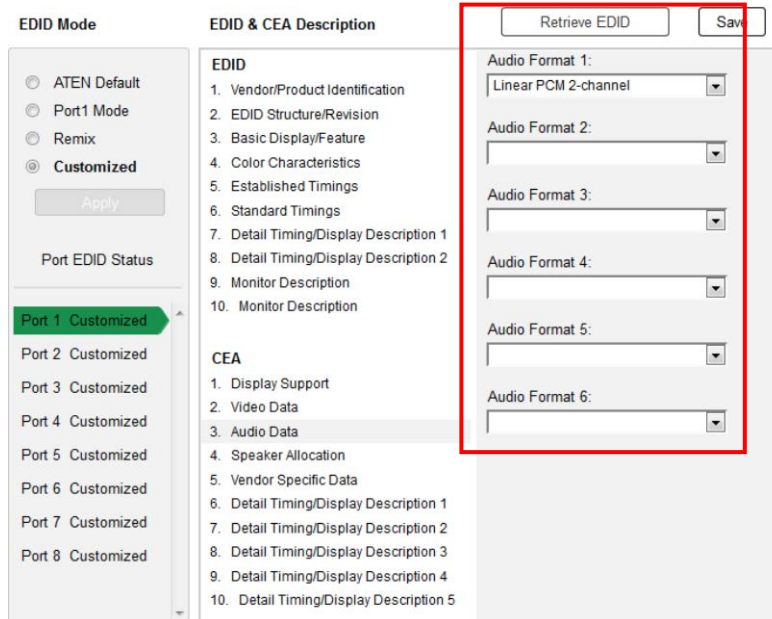 EDID Mode
ATEN Default
Port1 Mode
Remix
Customized
Apply
Port EDID Status
Port 1 Customized
Port 2 Customized
Port 3 Customized
Port 4 Customized
Port 5 Customized
Port 6 Customized
Port 7 Customized
Port 8 Customized
EDID & CEA Description
EDID
1. Vendor/Product Identification
2. EDID Structure/Revision
3. Basic Display/Feature
4. Color Characteristics
5. Established Timings
6. Standard Timings
7. Detail Timing/Display Description 1
8. Detail Timing/Display Description 2
9. Monitor Description
10. Monitor Description
CEA
1. Display Support
2. Video Data
3. Audio Data
4. Speaker Allocation
5. Vendor Specific Data
6. Detail Timing/Display Description 1
7. Detail Timing/Display Description 2
8. Detail Timing/Display Description 3
9. Detail Timing/Display Description 4
10. Detail Timing/Display Description 5
Retrieve EDID
Save
Audio Format 1:
Linear PCM 2-channel
Audio Format 2:
Audio Format 3:
Audio Format 4:
Audio Format 5:
Audio Format 6: